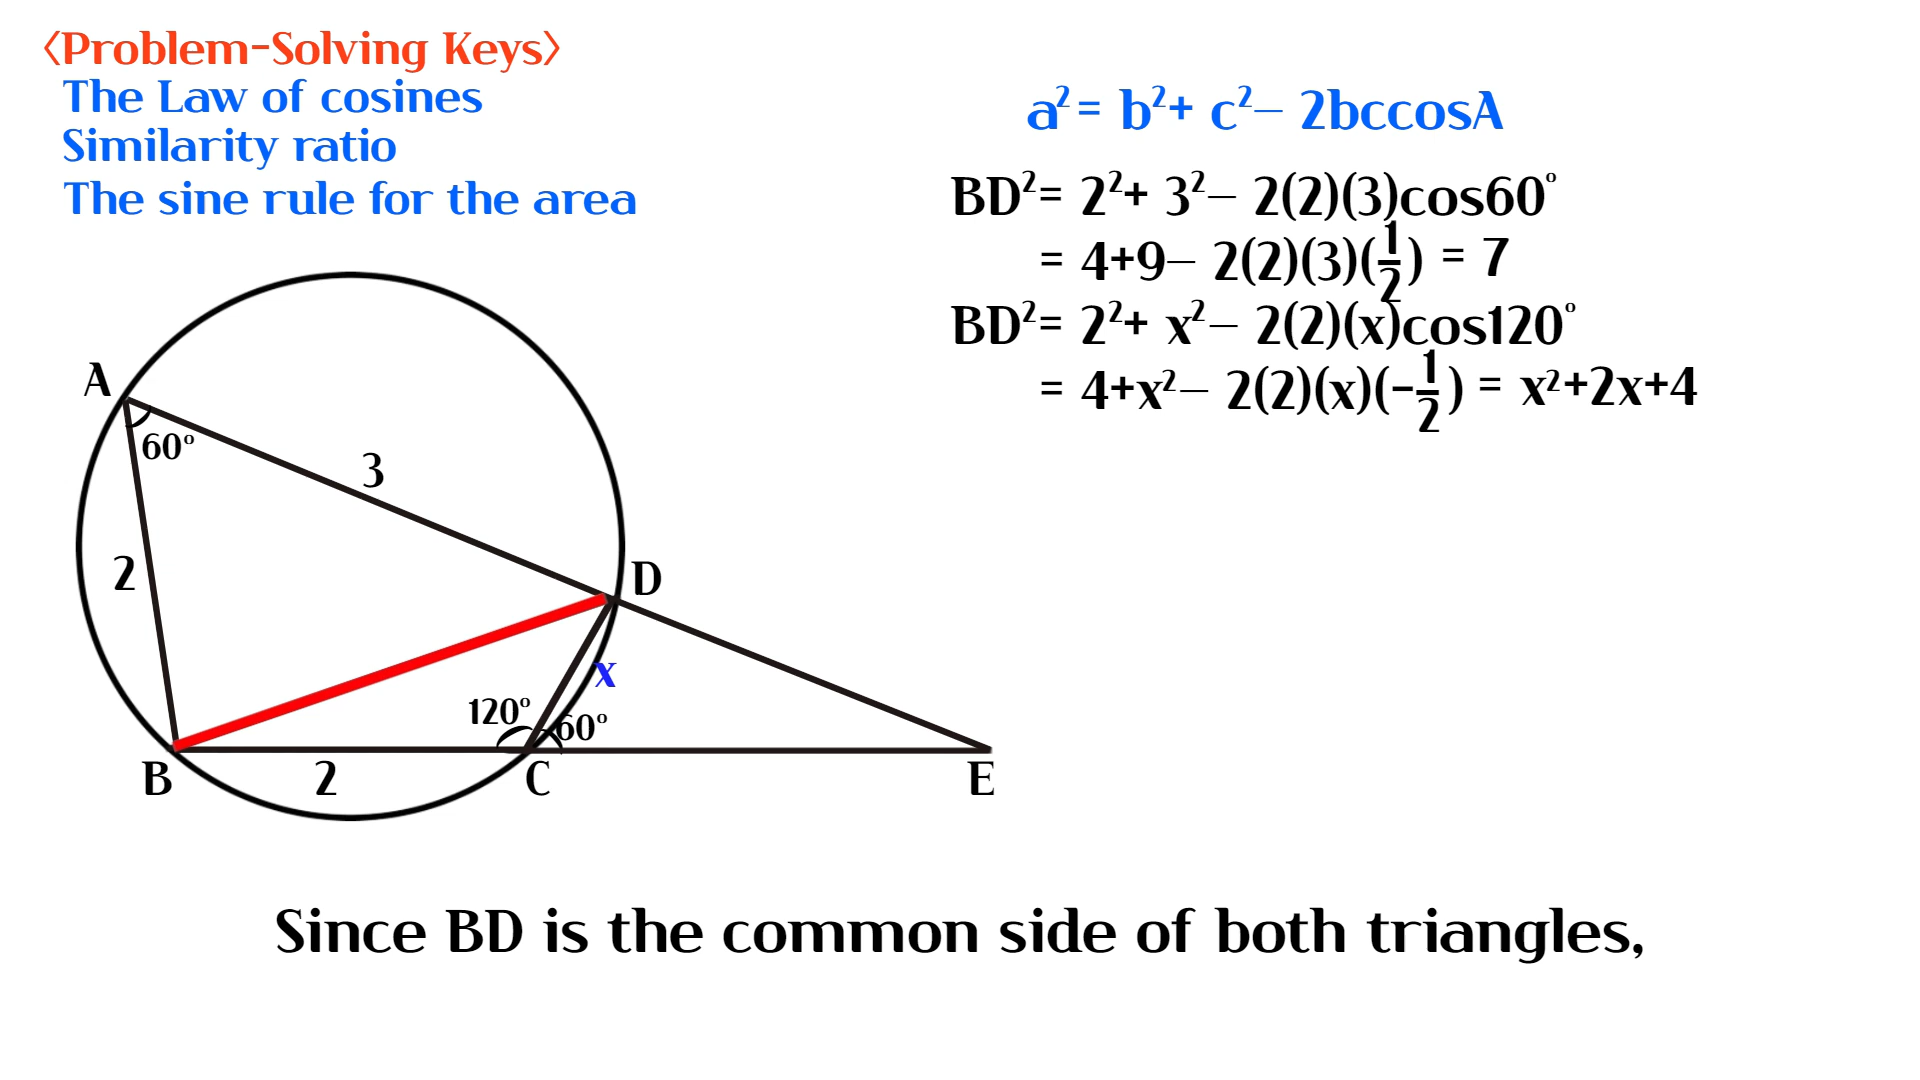 〈Problem-Solving Keys〉
The Law of cosines
Similarity ratio
The sine rule for the area
a²= b²+ c²– 2bccosA
BD²= 2²+ 3²– 2(2)(3)cos60°
= 4+9– 2(2)(3)(1/2) = 7
BD²= 2²+ x²– 2(2)(x)cos120°
= 4+x²– 2(2)(x)(-1/2) = x²+2x+4
A
60°
3
2
D
x
120°
60°
B
2
C
E
Since BD is the common side of both triangles,